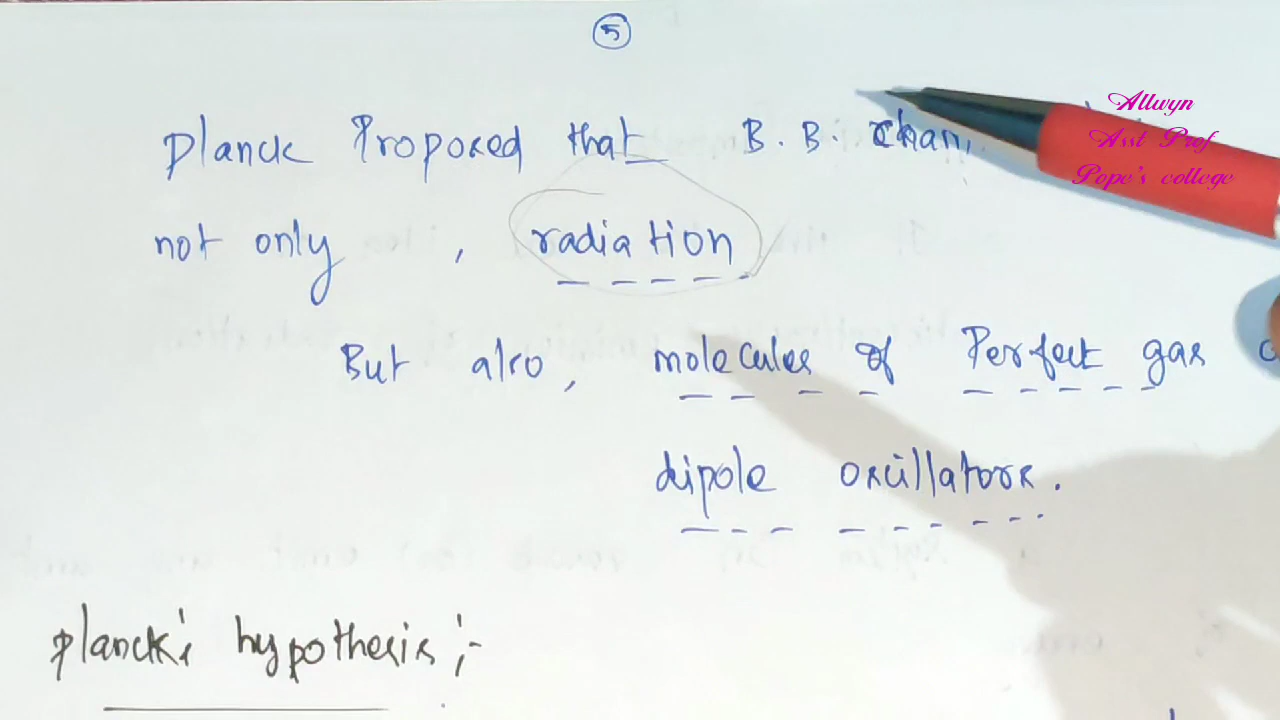 5
Planck Proposed that B. B. cham
not only , radiation
But also, molecules of Perfect gas
dipole oscillators.
Planck's hypothesis ;-
Allwyn
Asst Prof
Pope's college